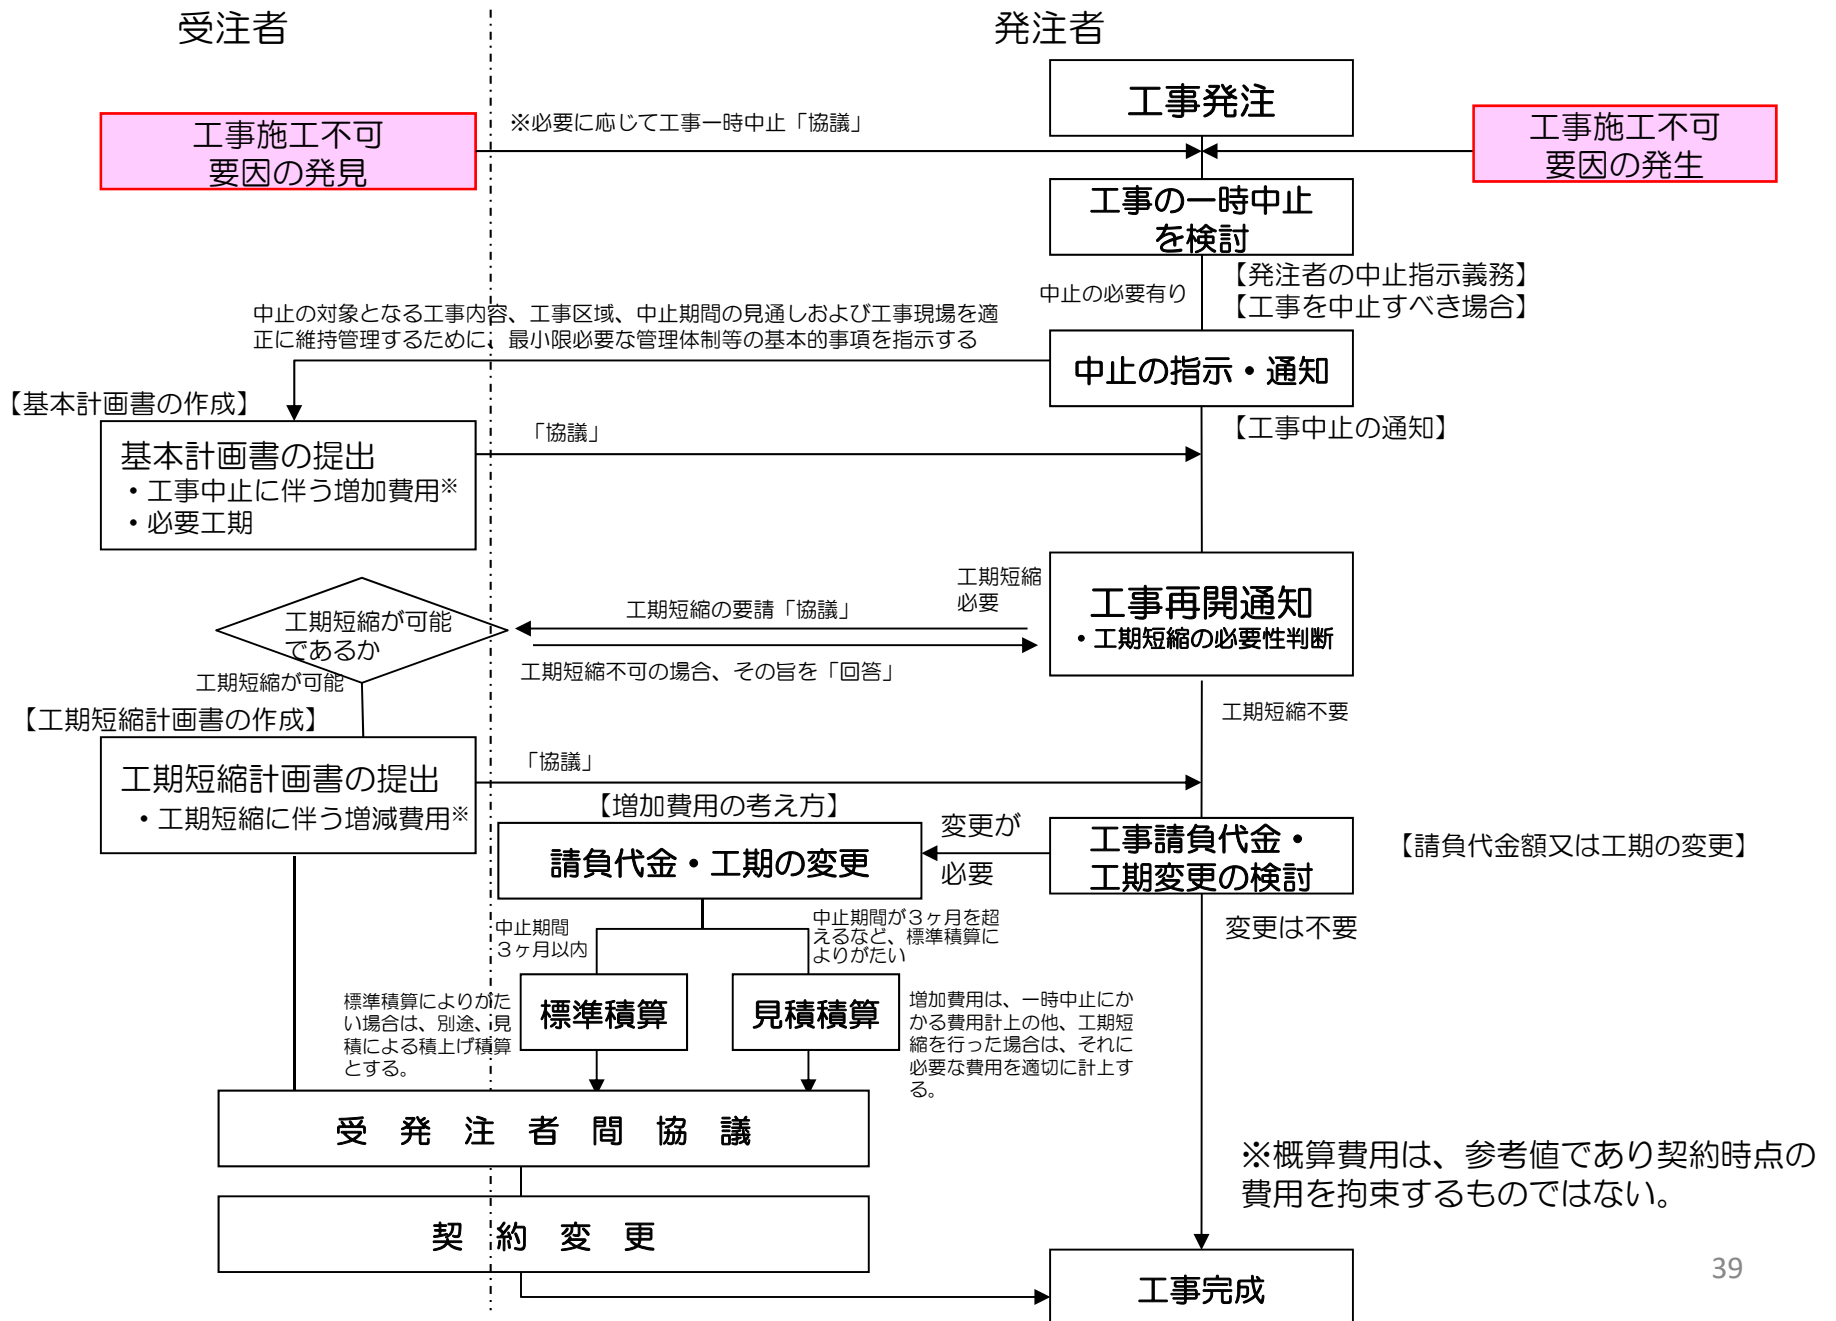 受注者
発注者
工事発注
工事施工不可
要因の発見
※必要に応じて工事一時中止「協議」
工事施工不可
要因の発生
工事の一時中止
を検討
【発注者の中止指示義務】
【工事を中止すべき場合】
中止の必要有り
中止の対象となる工事内容、工事区域、中止期間の見通しおよび工事現場を適
正に維持管理するために、最小限必要な管理体制等の基本的事項を指示する
中止の指示・通知
【工事中止の通知】
【基本計画書の作成】
基本計画書の提出
・工事中止に伴う増加費用※
・必要工期
「協議」
工事再開通知
・工期短縮の必要性判断
工期短縮
必要
工期短縮の要請「協議」
工期短縮が可能
であるか
工期短縮不可の場合、その旨を「回答」
工期短縮が可能
工期短縮不要
【工期短縮計画書の作成】
工期短縮計画書の提出
・工期短縮に伴う増減費用※
「協議」
【増加費用の考え方】
請負代金・工期の変更
変更が
必要
工事請負代金・
工期変更の検討
【請負代金額又は工期の変更】
変更は不要
中止期間
３ヶ月以内
中止期間が３ヶ月を超
えるなど、標準積算に
よりがたい
標準積算によりがた
い場合は、別途、見
積による積上げ積算
とする。
標準積算
見積積算
増加費用は、一時中止にか
かる費用計上の他、工期短
縮を行った場合は、それに
必要な費用を適切に計上す
る。
受　発　注　者　間　協　議
契　約　変　更
※概算費用は、参考値であり契約時点の
費用を拘束するものではない。
工事完成
39